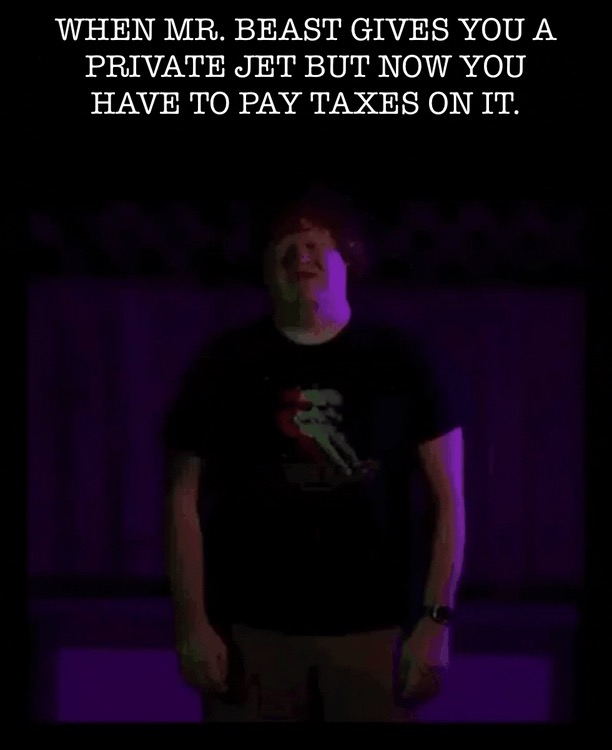 WHEN MR. BEAST GIVES YOU A
PRIVATE JET BUT NOW YOU
HAVE TO PAY TAXES ON IT.